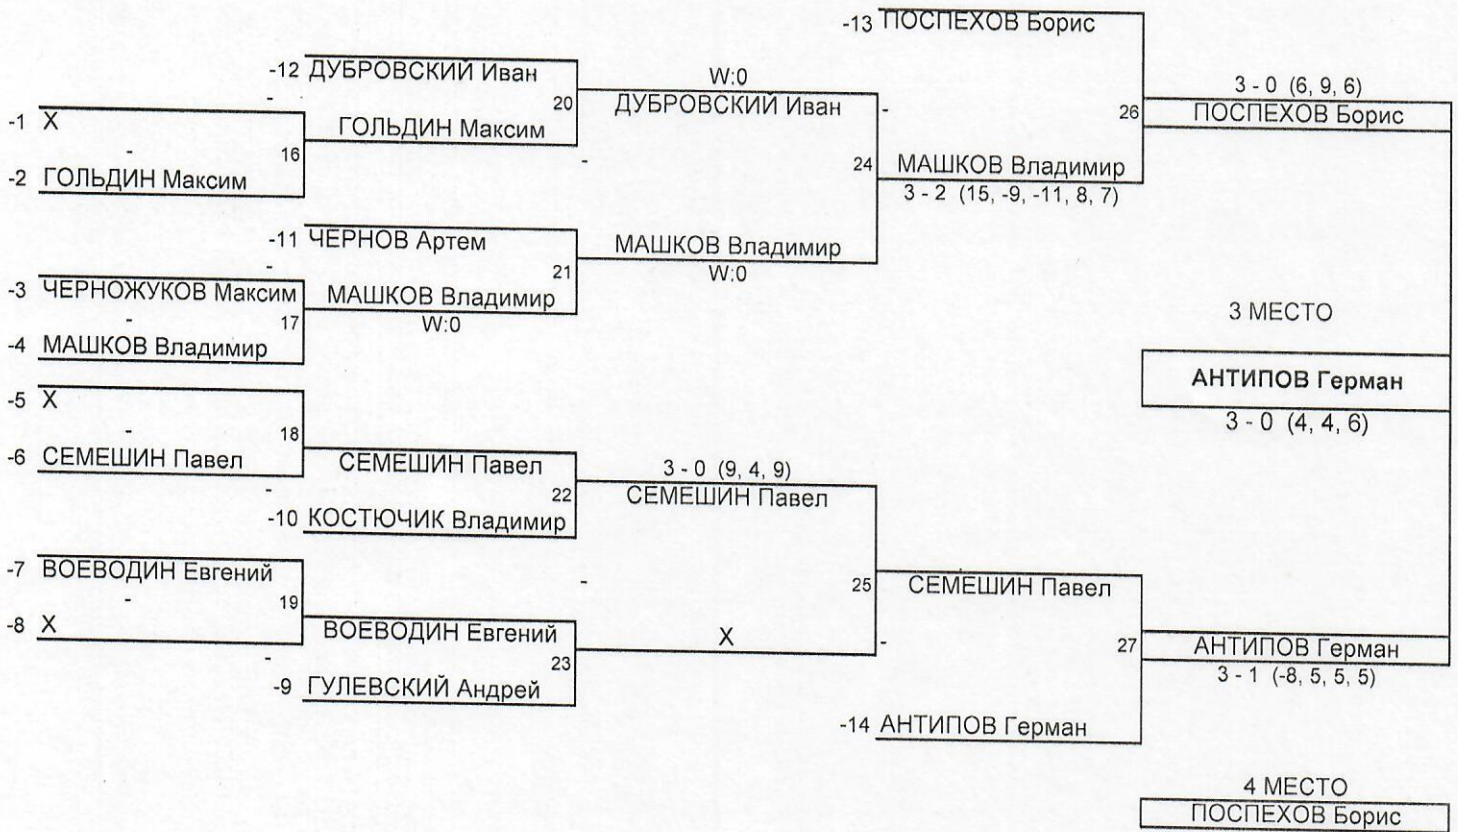 -13 ПОСПЕХОВ Борис
-12 ДУБРОВСКИЙ Иван
W:0
3 - 0 (6, 9, 6)
-
20
ДУБРОВСКИЙ Иван
-
26
ПОСПЕХОВ Борис
-1 X
ГОЛЬДИН Максим
-
16
-
24
МАШКОВ Владимир
-2 ГОЛЬДИН Максим
3 - 2 (15, -9, -11, 8, 7)
-11 ЧЕРНОВ Артем
МАШКОВ Владимир
-
21
W:0
-3 ЧЕРНОЖУКОВ Максим
МАШКОВ Владимир
-
17
W:0
3 МЕСТО
-4 МАШКОВ Владимир
АНТИПОВ Герман
-5 X
3 - 0 (4, 4, 6)
-
18
-6 СЕМЕШИН Павел
СЕМЕШИН Павел
3 - 0 (9, 4, 9)
-
22
СЕМЕШИН Павел
-10 КОСТЮЧИК Владимир
-7 ВОЕВОДИН Евгений
-
25
СЕМЕШИН Павел
-
19
-8 X
ВОЕВОДИН Евгений
X
-
27
АНТИПОВ Герман
-
23
3 - 1 (-8, 5, 5, 5)
-9 ГУЛЕВСКИЙ Андрей
-14 АНТИПОВ Герман
4 МЕСТО
ПОСПЕХОВ Борис